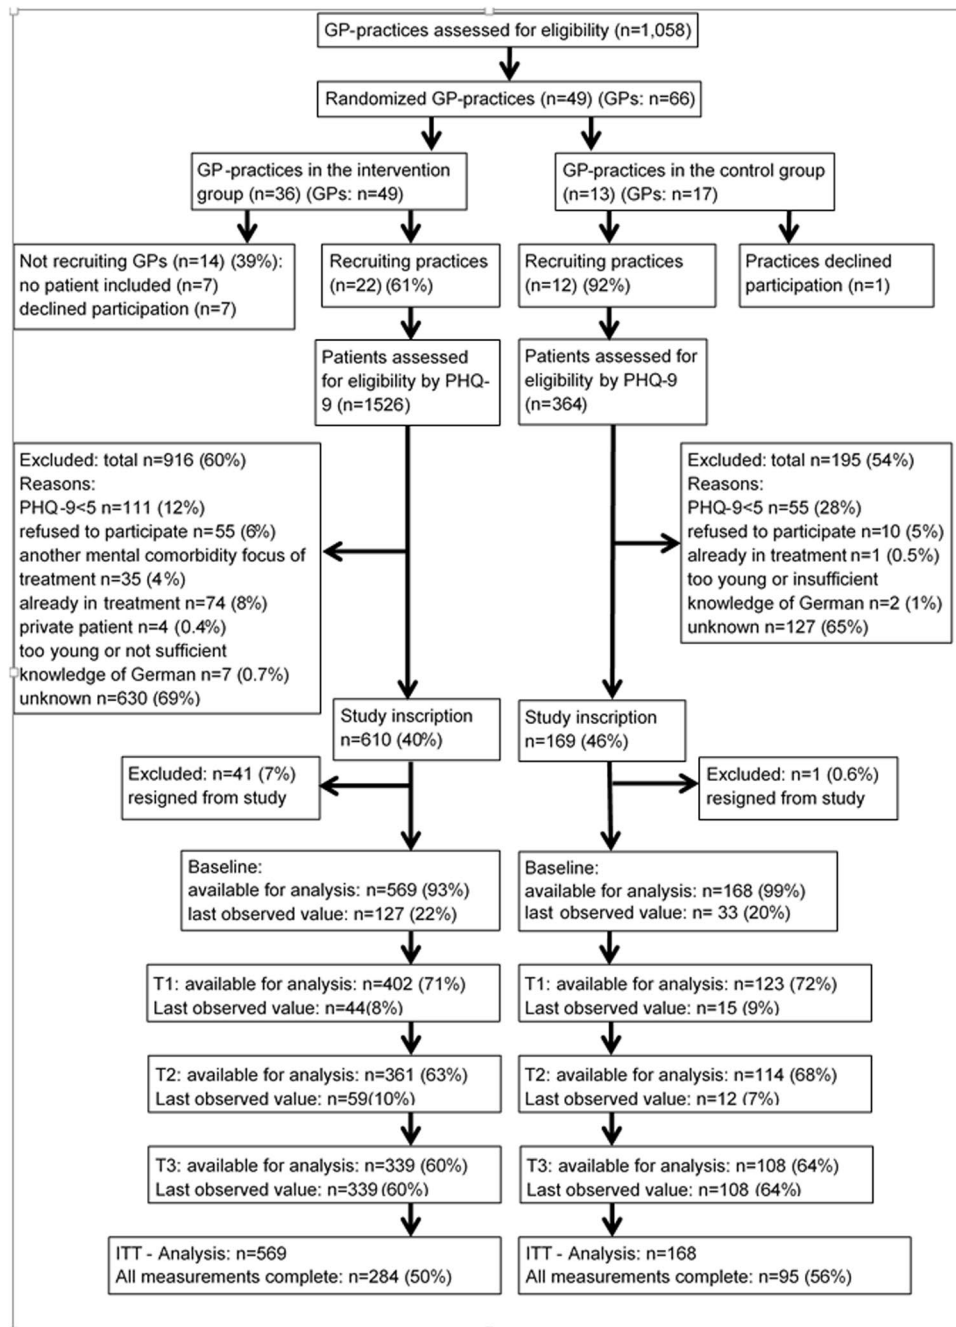 GP-practices assessed for eligibility (n=1,058)
Randomized GP-practices (n=49) (GPs: n=66)
GP-practices in the intervention
group (n=36) (GPs: n=49)
GP-practices in the control group
(n=13) (GPs: n=17)
Not recruiting GPs (n=14) (39%):
no patient included (n=7)
declined participation (n=7)
Recruiting practices
(n=22) (61%)
Recruiting practices
(n=12) (92%)
Practices declined
participation (n=1)
Patients assessed
for eligibility by PHQ-
9 (n=1526)
Patients assessed for
eligibility by PHQ-9
(n=364)
Excluded: total n=916 (60%)
Reasons:
PHQ-9<5 n=111 (12%)
refused to participate n=55 (6%)
another mental comorbidity focus of
treatment n=35 (4%)
already in treatment n=74 (8%)
private patient n=4 (0.4%)
too young or not sufficient
knowledge of German n=7 (0.7%)
unknown n=630 (69%)
Excluded: total n=195 (54%)
Reasons:
PHQ-9<5 n=55 (28%)
refused to participate n=10 (5%)
already in treatment n=1 (0.5%)
too young or insufficient
knowledge of German n=2 (1%)
unknown n=127 (65%)
Study inscription
n=610 (40%)
Study inscription
n=169 (46%)
Excluded: n=41 (7%)
resigned from study
Excluded: n=1 (0.6%)
resigned from study
Baseline:
available for analysis: n=569 (93%)
last observed value: n=127 (22%)
Baseline:
available for analysis: n=168 (99%)
last observed value: n= 33 (20%)
T1: available for analysis: n=402 (71%)
Last observed value: n=44(8%)
T1: available for analysis: n=123 (72%)
Last observed value: n=15 (9%)
T2: available for analysis: n=361 (63%)
Last observed value: n=59(10%)
T2: available for analysis: n=114 (68%)
Last observed value: n=12 (7%)
T3: available for analysis: n=339 (60%)
Last observed value: n=339 (60%)
T3: available for analysis: n=108 (64%)
Last observed value: n=108 (64%)
ITT - Analysis: n=569
All measurements complete: n=284 (50%)
ITT - Analysis: n=168
All measurements complete: n=95 (56%)